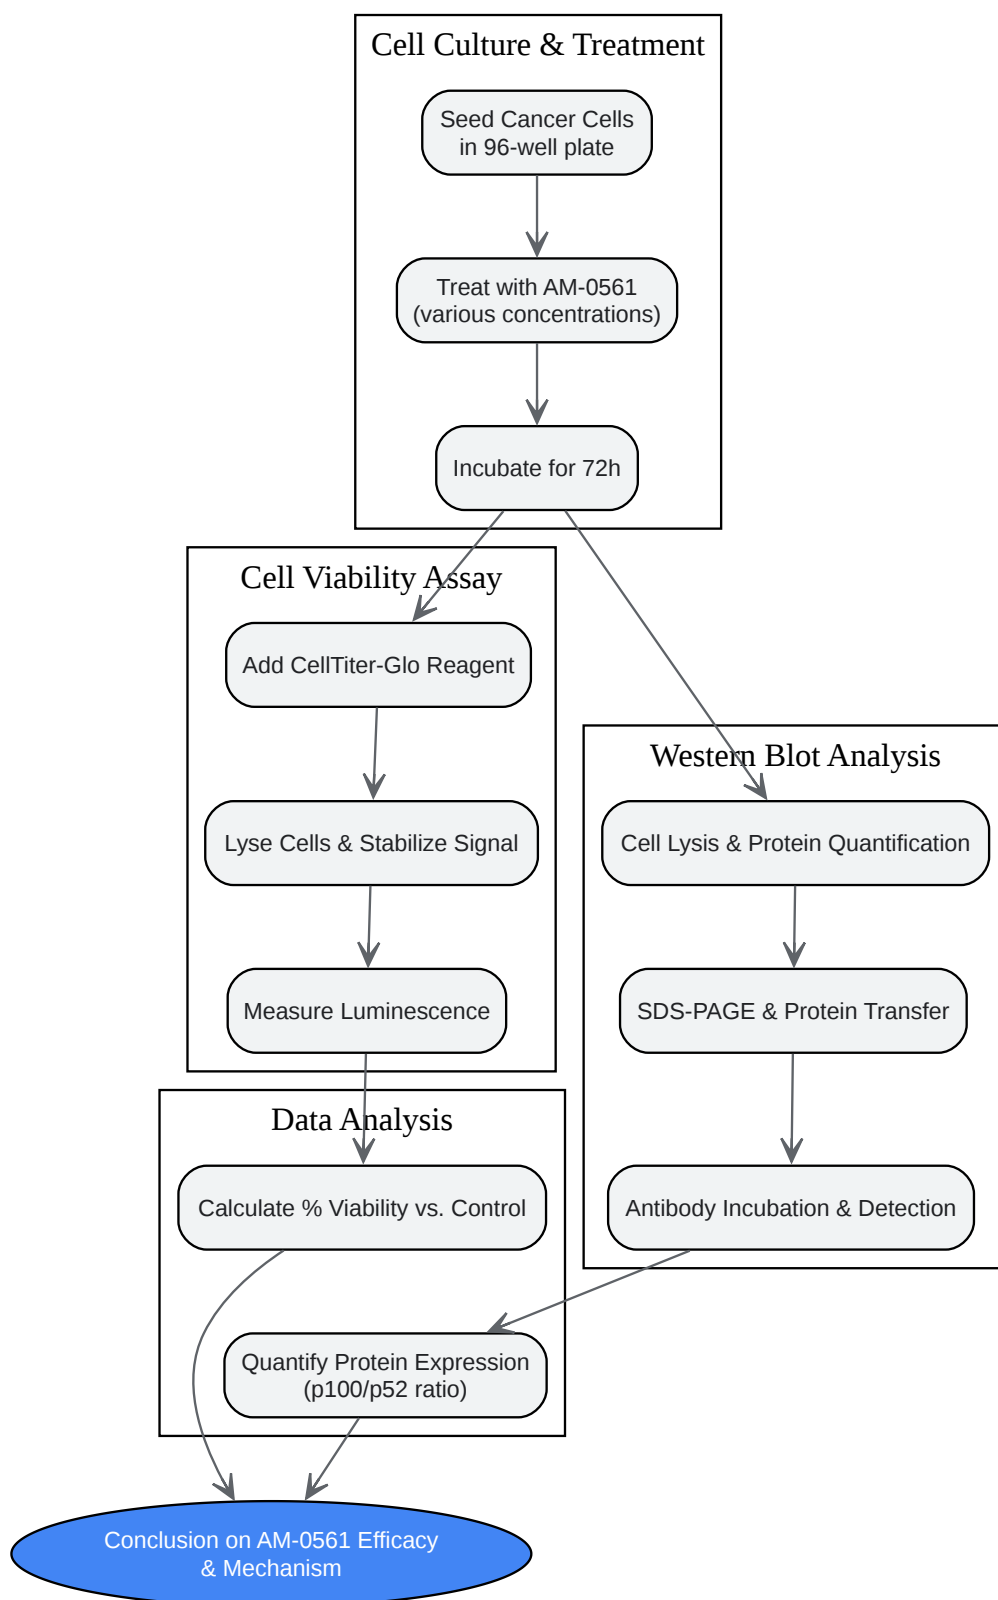 Cell Culture & Treatment
Seed Cancer Cells
in 96-well plate
Treat with AM-0561
(various concentrations)
Incubate for 72h
Cell Viability Assay
Add CellTiter-Glo Reagent
Lyse Cells & Stabilize Signal
Measure Luminescence
Western Blot Analysis
Cell Lysis & Protein Quantification
SDS-PAGE & Protein Transfer
Antibody Incubation & Detection
Data Analysis
Calculate % Viability vs. Control
Quantify Protein Expression
(p100/p52 ratio)
Conclusion on AM-0561 Efficacy
& Mechanism